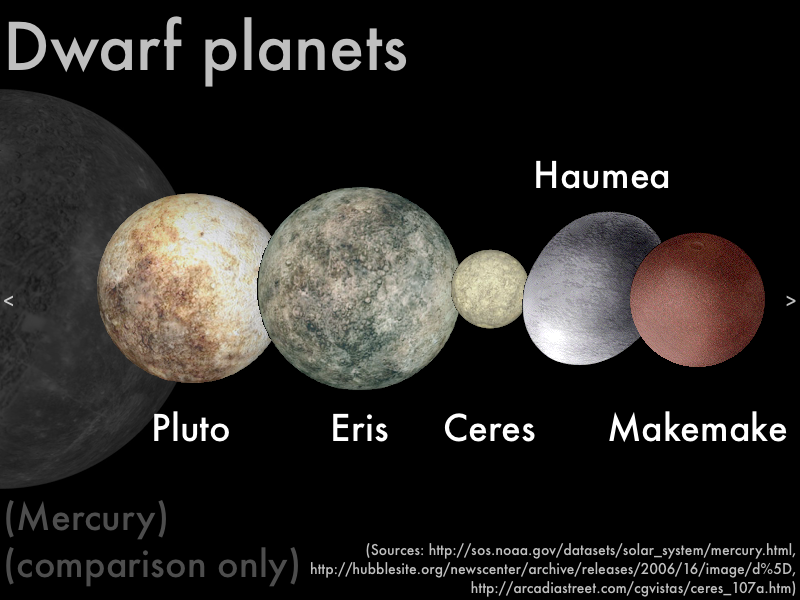 Dwarf planets
Haumea
<
>
Pluto
Eris
Ceres
Makemake
(Mercury)
(comparison only)
(Sources: http://sos.noaa.gov/datasets/solar_system/mercury.html,
http://hubblesite.org/newscenter/archive/releases/2006/16/image/d%5D,
http://arcadiastreet.com/cgvistas/ceres_107a.htm)